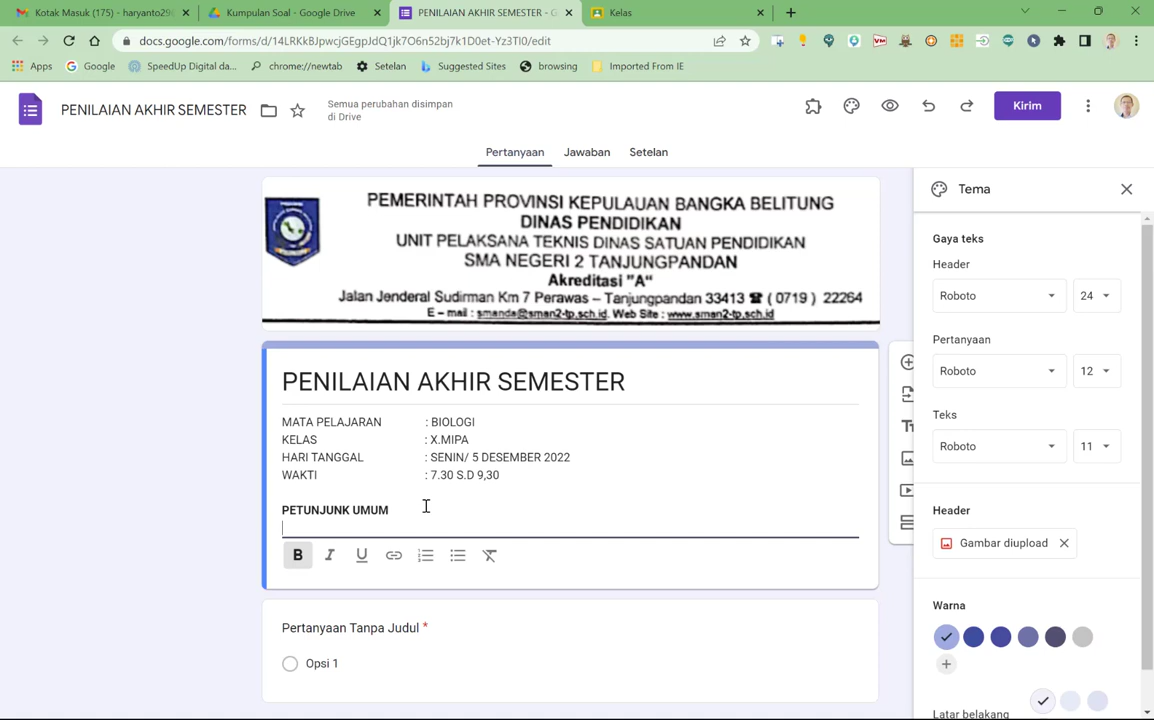 Kotak Masuk (175) - haryanto296
Kumpulan Soal - Google Drive
PENILAIAN AKHIR SEMESTER - G
Kelas
docs.google.com/forms/d/14LRKkBJpwcjGEgpJdQ1jk7O6n52bj7k1D0et-Yz3TI0/edit
Apps
Google
SpeedUp Digital da...
chrome://newtab
Setelan
Suggested Sites
browsing
Imported From IE
PENILAIAN AKHIR SEMESTER
Semua perubahan disimpan
di Drive
Kirim
Pertanyaan
Jawaban
Setelan
PEMERINTAH PROVINSI KEPULAUAN BANGKA BELITUNG
DINAS PENDIDIKAN
UNIT PELAKSANA TEKNIS DINAS SATUAN PENDIDIKAN
SMA NEGERI 2 TANJUNGPANDAN
Akreditasi "A"
Jalan Jenderal Sudirman Km 7 Perawas – Tanjungpandan 33413 ☎ ( 0719 ) 22264
E – mail : smanda@sman2-tp.sch.id. Web Site : www.sman2-tp.sch.id
PENILAIAN AKHIR SEMESTER
MATA PELAJARAN : BIOLOGI
KELAS : X.MIPA
HARI TANGGAL : SENIN/ 5 DESEMBER 2022
WAKTI : 7.30 S.D 9,30
PETUNJUNK UMUM
B I U
Pertanyaan Tanpa Judul *
Opsi 1
Tema
Gaya teks
Header
Roboto 24
Pertanyaan
Roboto 12
Teks
Roboto 11
Header
Gambar diupload
Warna
Latar belakang